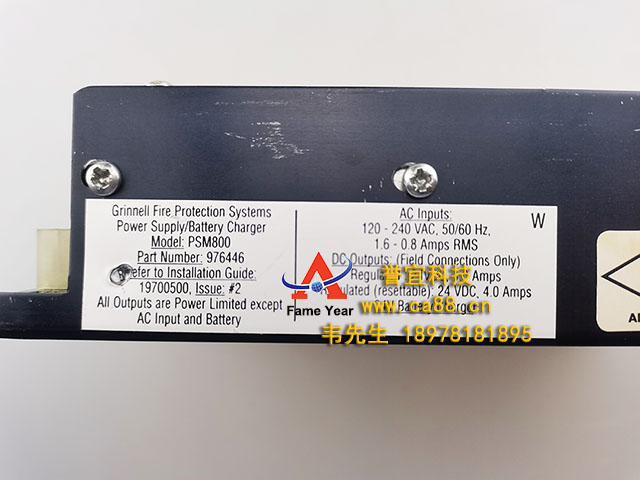 Grinnell Fire Protection Systems
Power Supply/Battery Charger
Model: PSM800
Part Number: 976446
Refer to Installation Guide:
19700500, Issue: #2
All Outputs are Power Limited except
AC Input and Battery
AC Inputs:
120 - 240 VAC, 50/60 Hz,
1.6 - 0.8 Amps RMS
DC Outputs: (Field Connections Only)
Amps
(resettable): 24 VDC, 4.0 Amps
W
Fame Year
普宜科技
www.ca88.cn
韦先生 18978181895